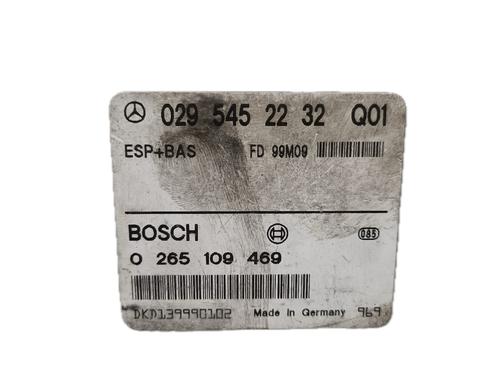 029 545 22 32 Q01
ESP+BAS FD 99M09
BOSCH 085
0 265 109 469
DKD139990102 Made in Germany 969